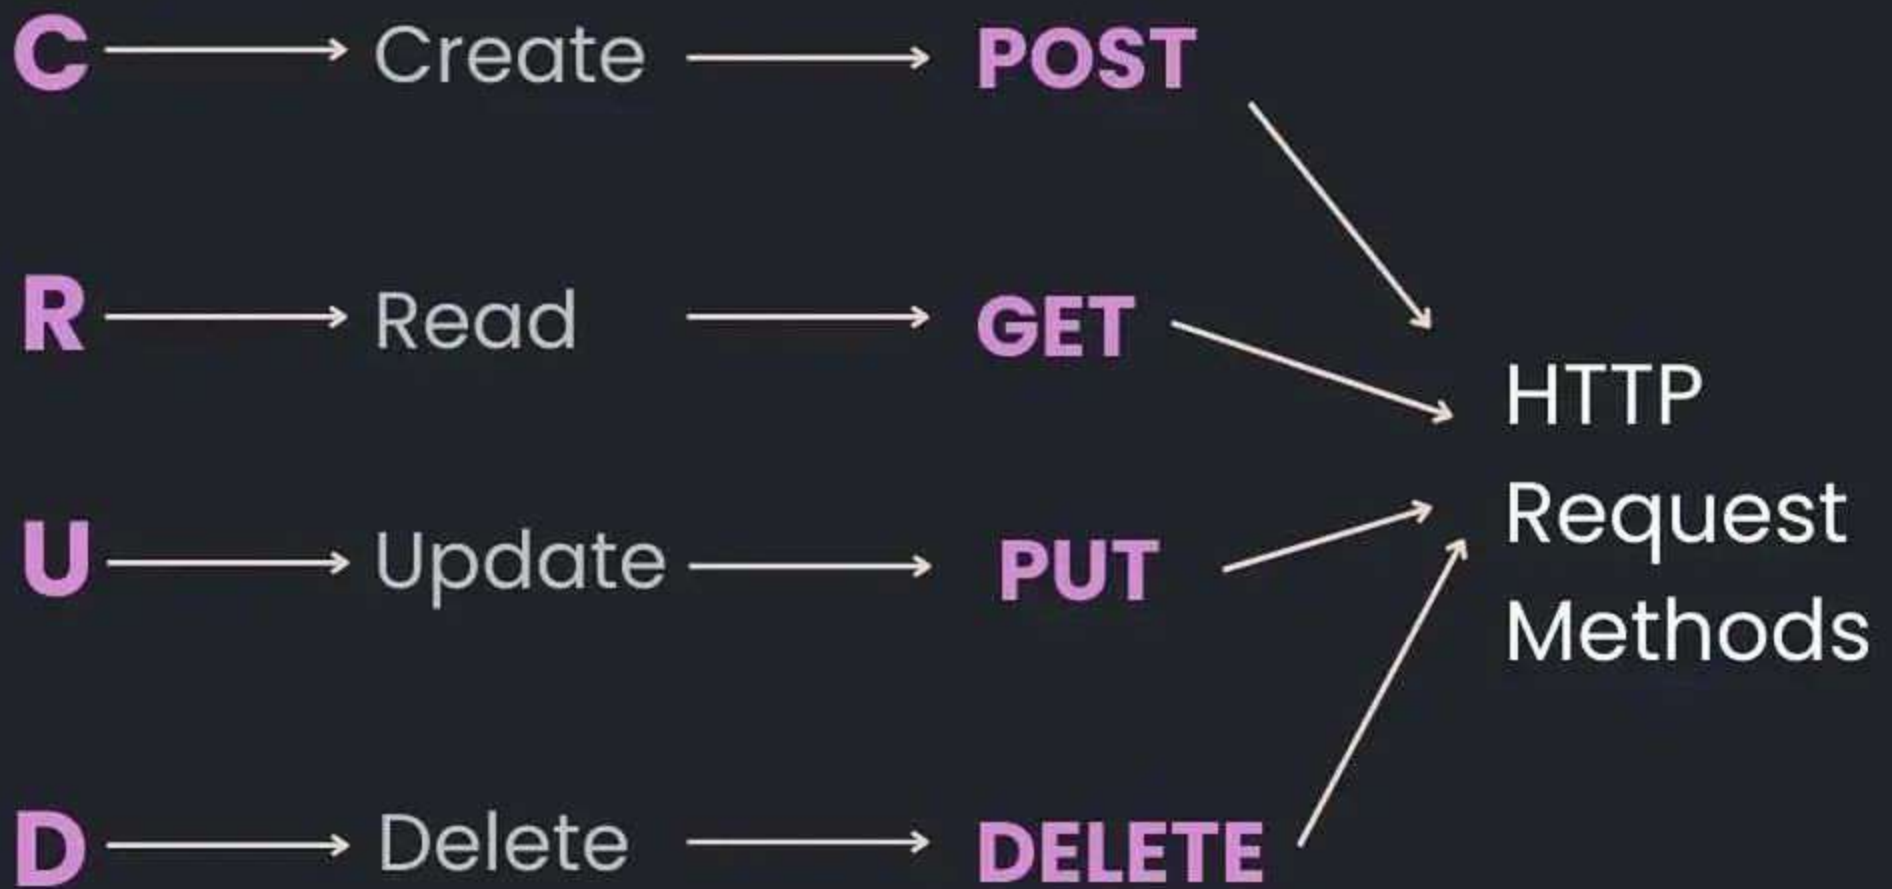 C Create POST
R Read GET
U Update PUT
D Delete DELETE
HTTP
Request
Methods